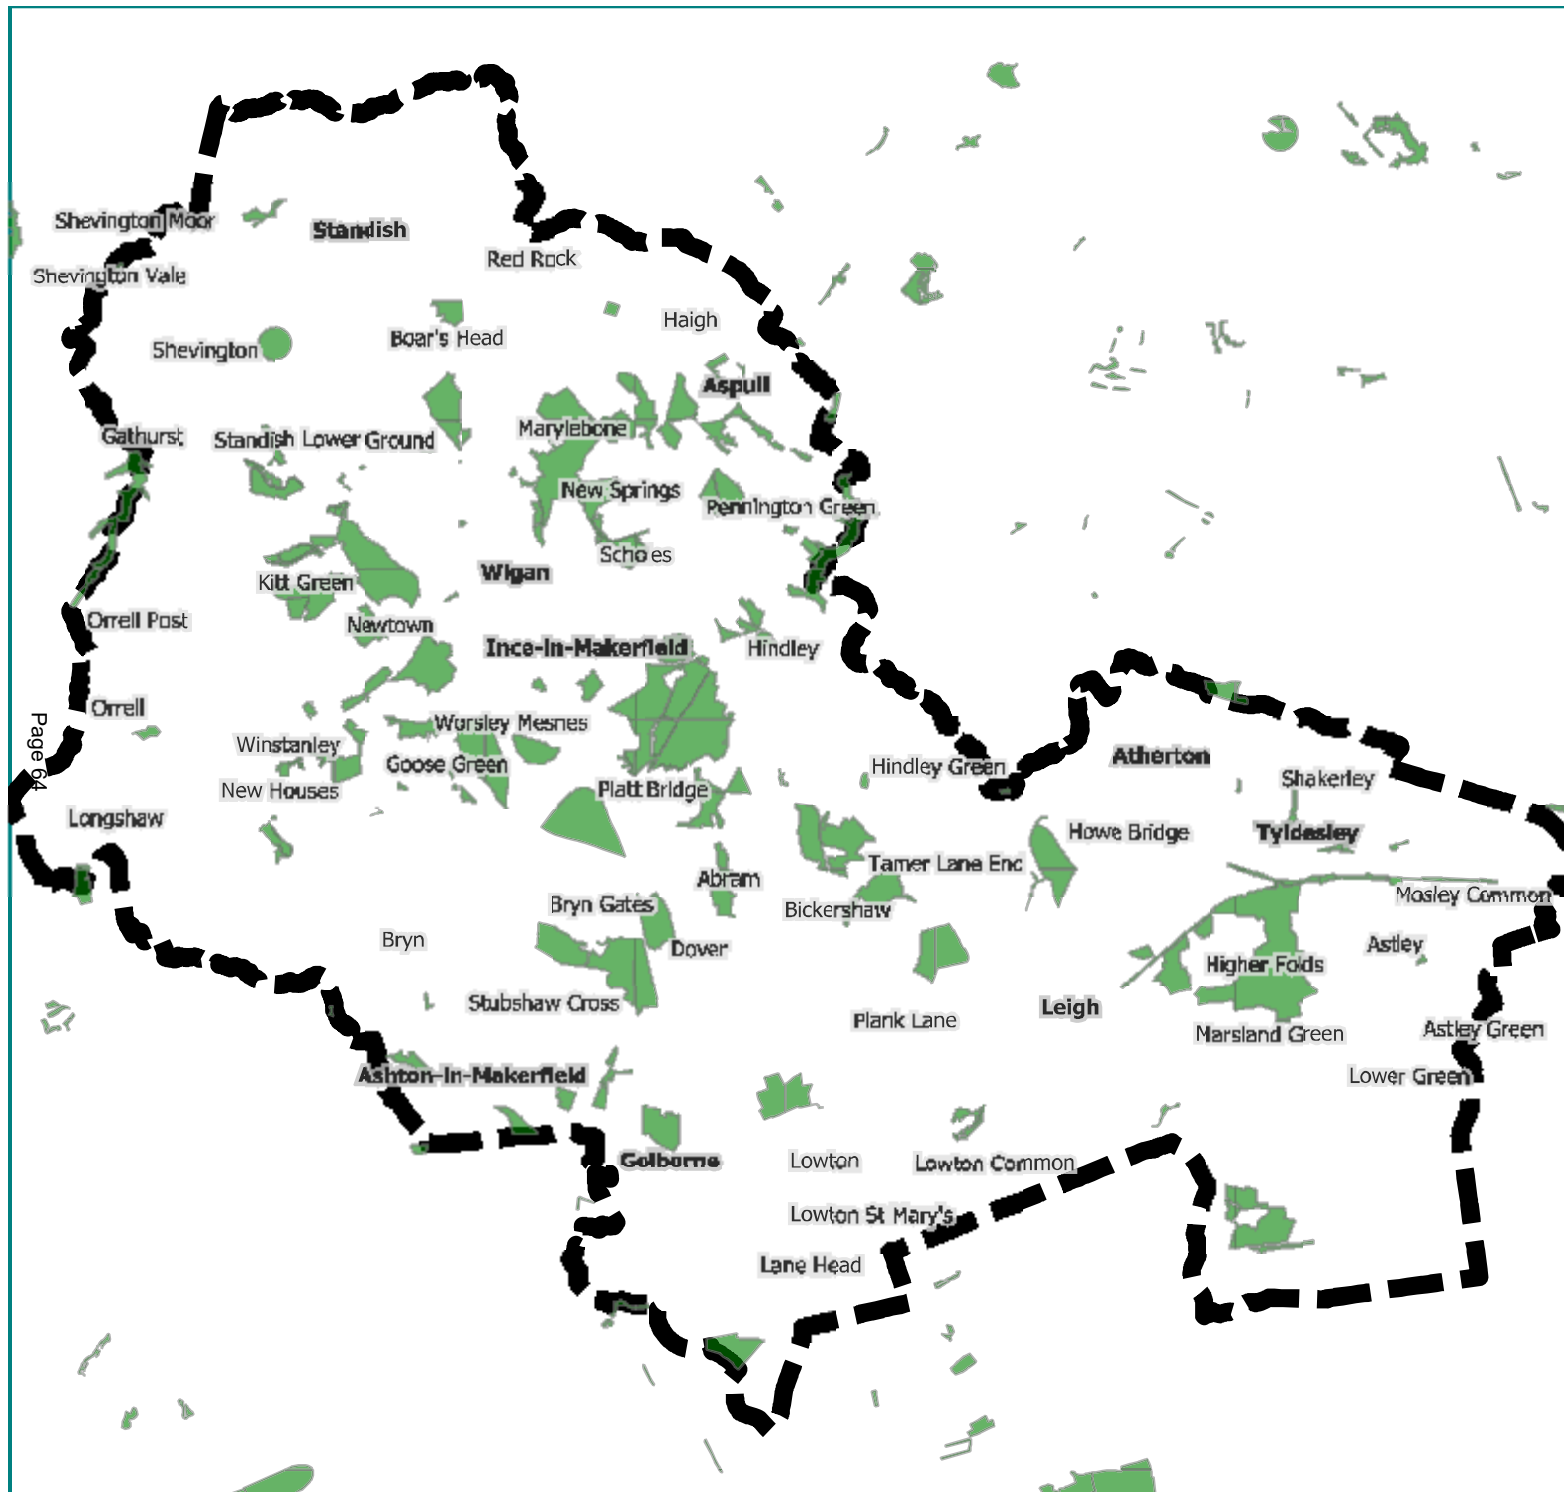 Shevington Moor
Standish
Red Rock
Shevington Vale
Haigh
Boar's Head
Shevington
Aspull
Marylebone
Gathurst
Standish Lower Ground
New Springs
Pennington Green
Scholes
Wigan
Kitt Green
Orrell Post
Newtown
Ince-in-Makerfield
Hindley
Orrell
Worsley Mesnes
Winstanley
Page 64
Goose Green
Hindley Green
Atherton
Shakerley
New Houses
Platt Bridge
Longshaw
Howe Bridge
Tyldesley
Tamer Lane End
Abram
Mosley Common
Bryn Gates
Bickershaw
Bryn
Dover
Astley
Higher Folds
Stubshaw Cross
Leigh
Plank Lane
Marsland Green
Astley Green
Ashton-in-Makerfield
Lower Green
Golborne
Lowton
Lowton Common
Lowton St Mary's
Lane Head